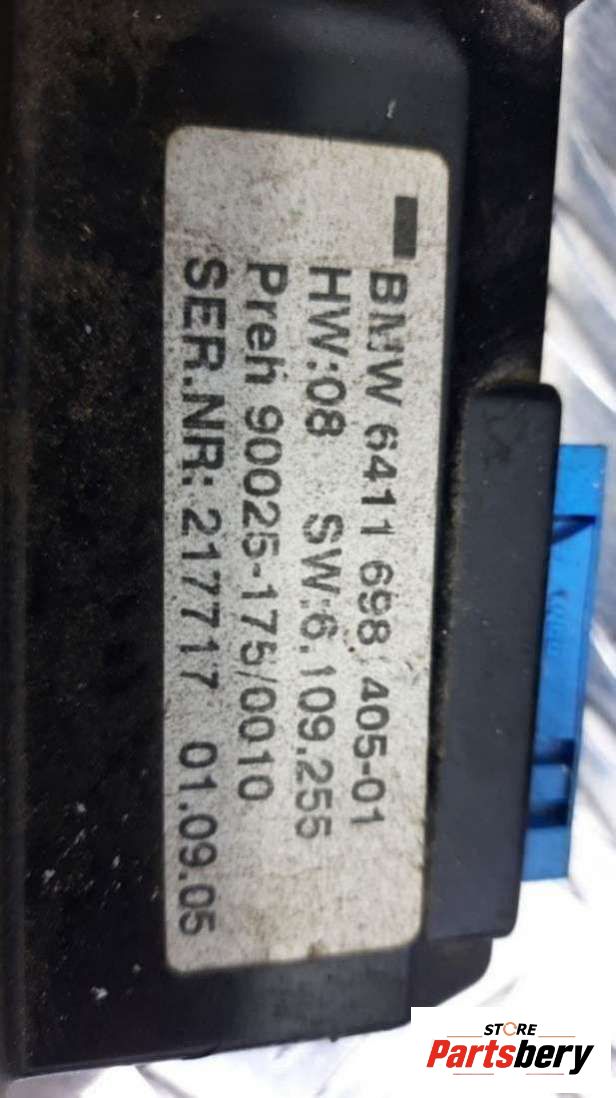 BMW 6411 698 405-01
HW:08 SW:6.109.255
Preh 90025-175/0010
SER.NR: 217717 01.09.05
STORE
Partsbery